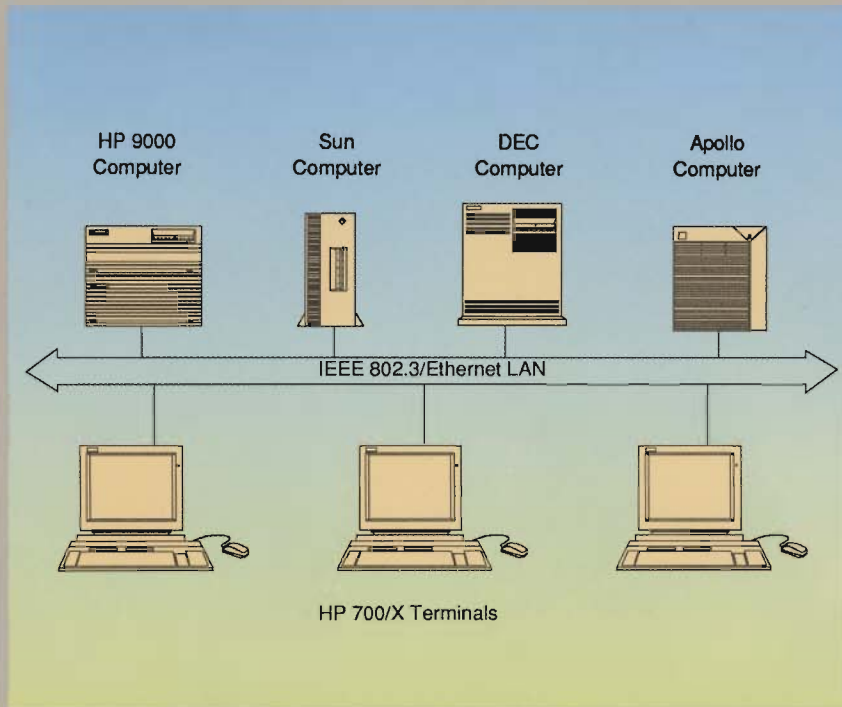 HP 9000
Computer
Sun
Computer
DEC
Computer
Apollo
Computer
IEEE 802.3/Ethernet LAN
HP 700/X Terminals